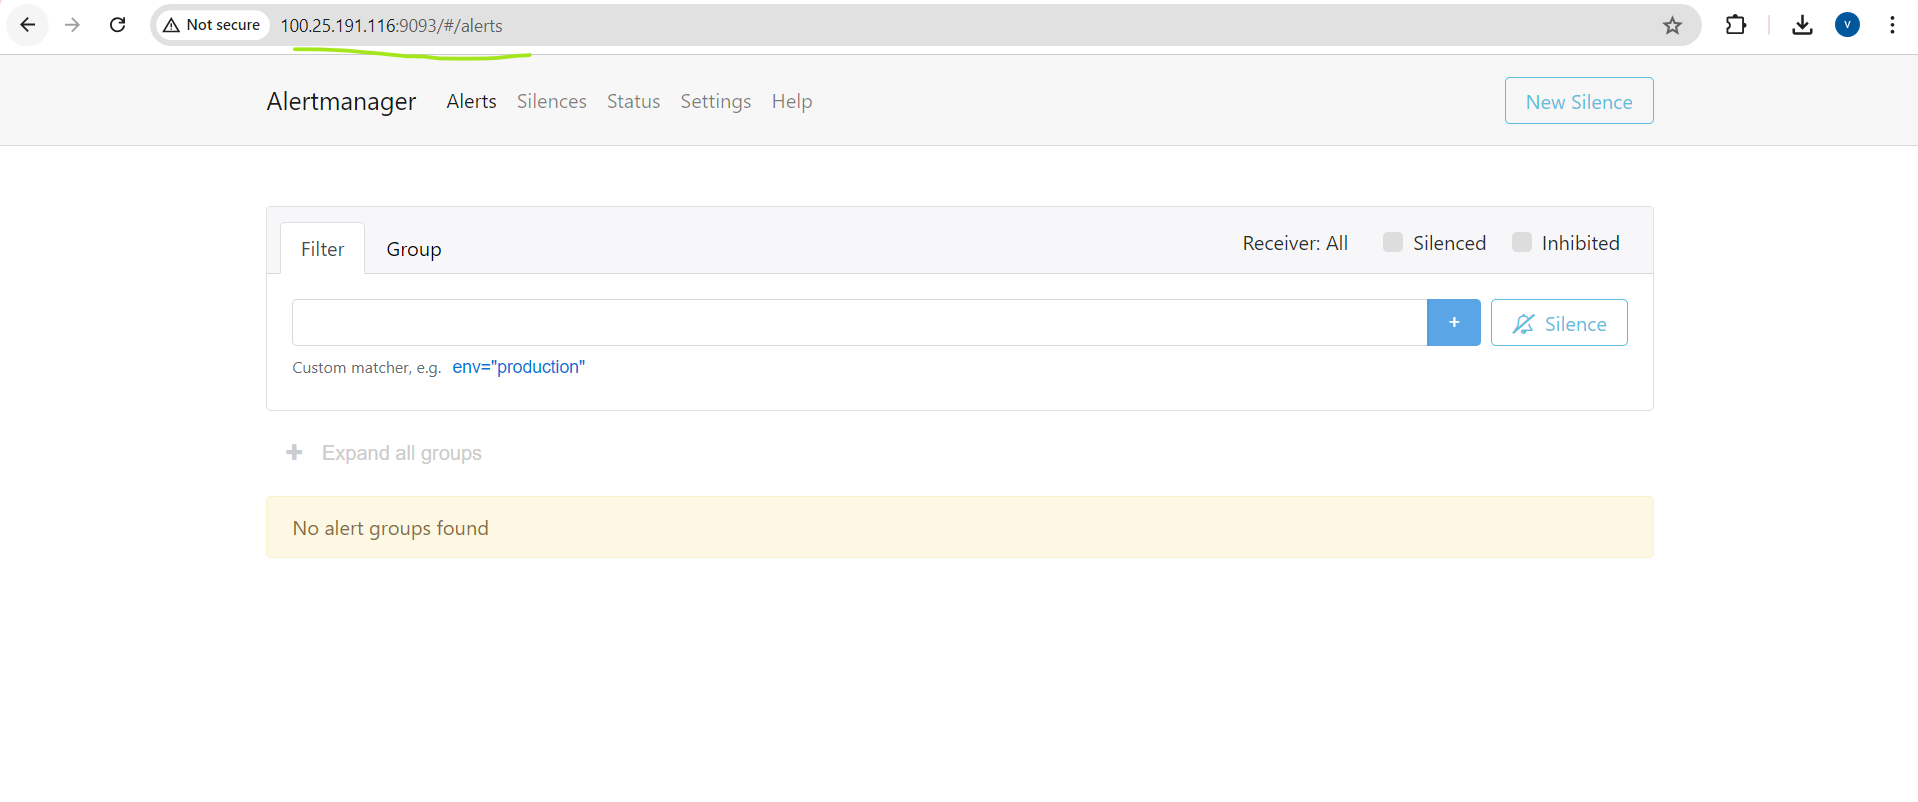 Not secure 100.25.191.116:9093/#/alerts V
Alertmanager Alerts Silences Status Settings Help New Silence
Filter Group Receiver: All Silenced Inhibited
+ Silence
Custom matcher, e.g. env="production"
+ Expand all groups
No alert groups found